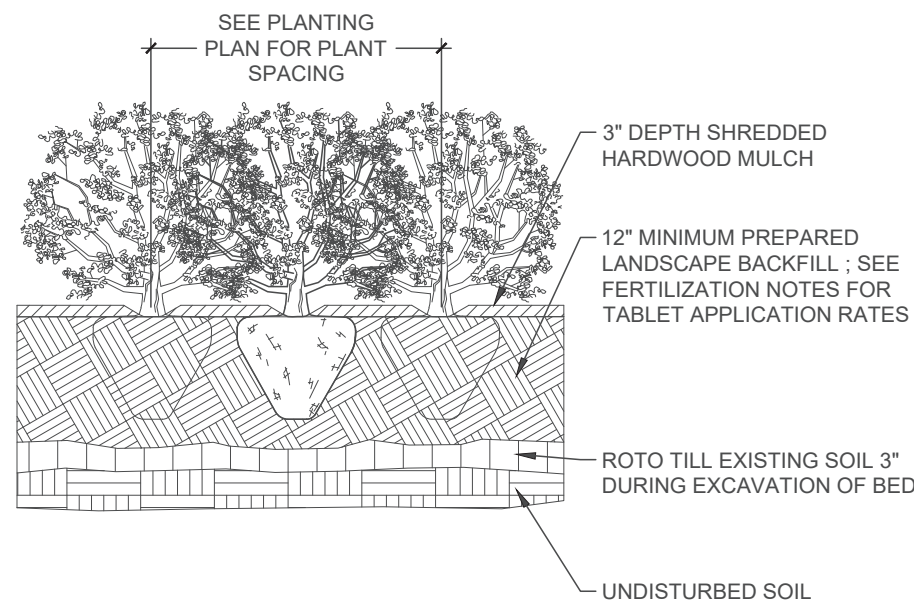 SEE PLANTING
PLAN FOR PLANT
SPACING
3" DEPTH SHREDDED
HARDWOOD MULCH
12" MINIMUM PREPARED
LANDSCAPE BACKFILL ; SEE
FERTILIZATION NOTES FOR
TABLET APPLICATION RATES
ROTO TILL EXISTING SOIL 3"
DURING EXCAVATION OF BED
UNDISTURBED SOIL